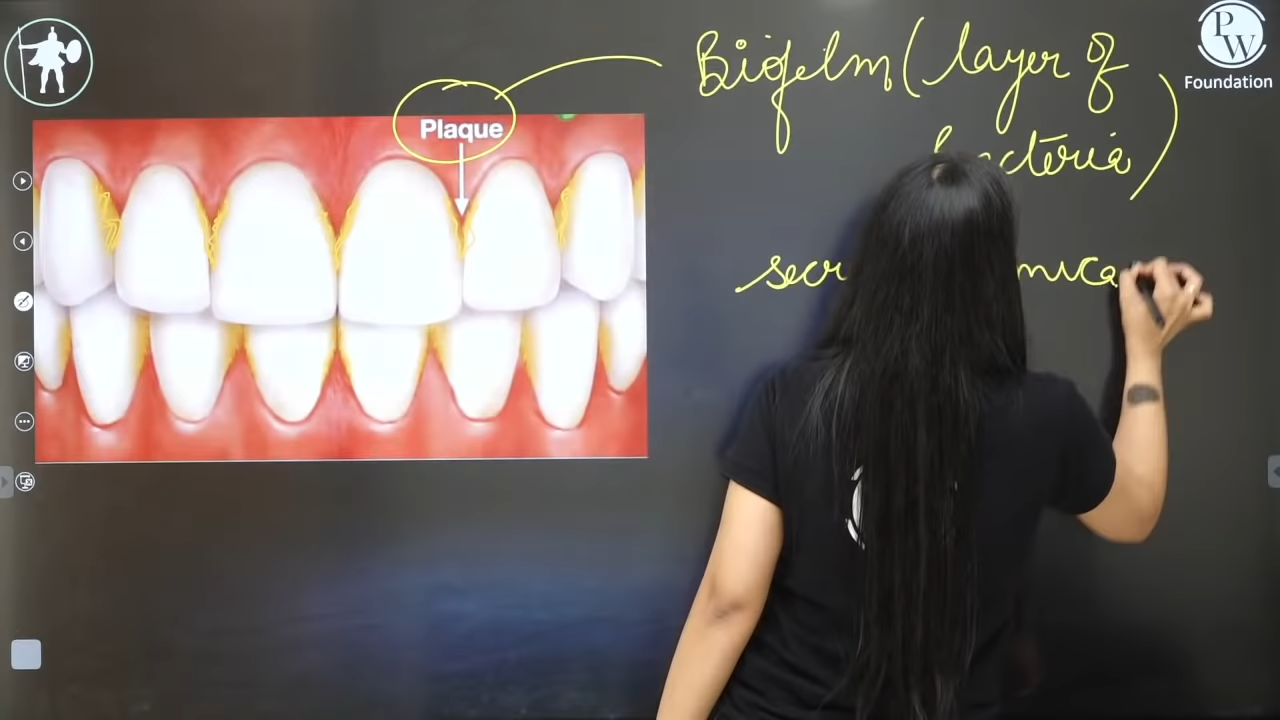 Biofilm (layer of
bacteria)
Plaque
PW
Foundation